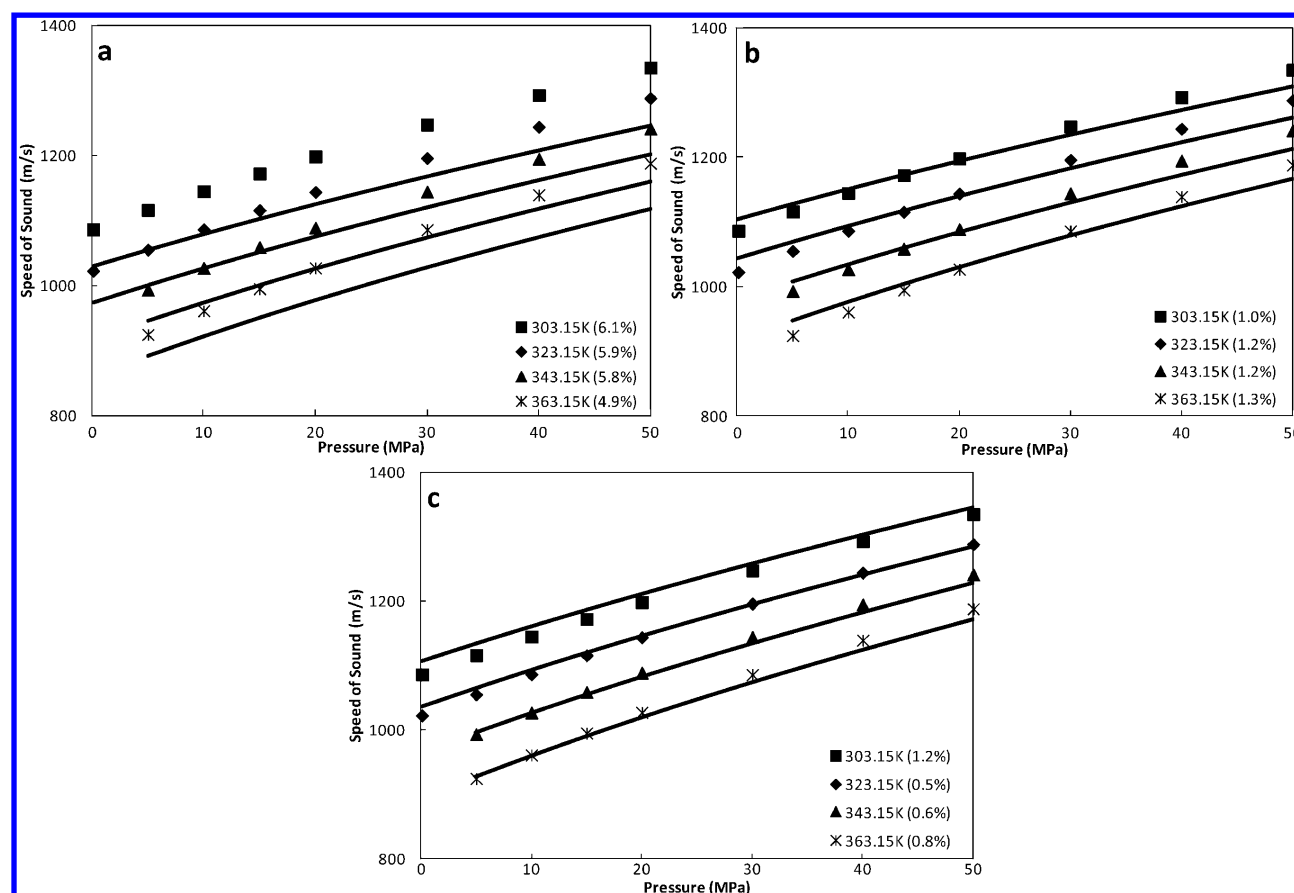 a
1400
1200
1000
800
Speed of Sound (m/s)
303.15K (6.1%)
323.15K (5.9%)
343.15K (5.8%)
363.15K (4.9%)
0 10 20 30 40 50
Pressure (MPa)
b
1400
1200
1000
800
Speed of Sound (m/s)
303.15K (1.0%)
323.15K (1.2%)
343.15K (1.2%)
363.15K (1.3%)
0 10 20 30 40 50
Pressure (MPa)
c
1400
1200
1000
800
Speed of Sound (m/s)
303.15K (1.2%)
323.15K (0.5%)
343.15K (0.6%)
363.15K (0.8%)
0 10 20 30 40 50
Pressure (MPa)